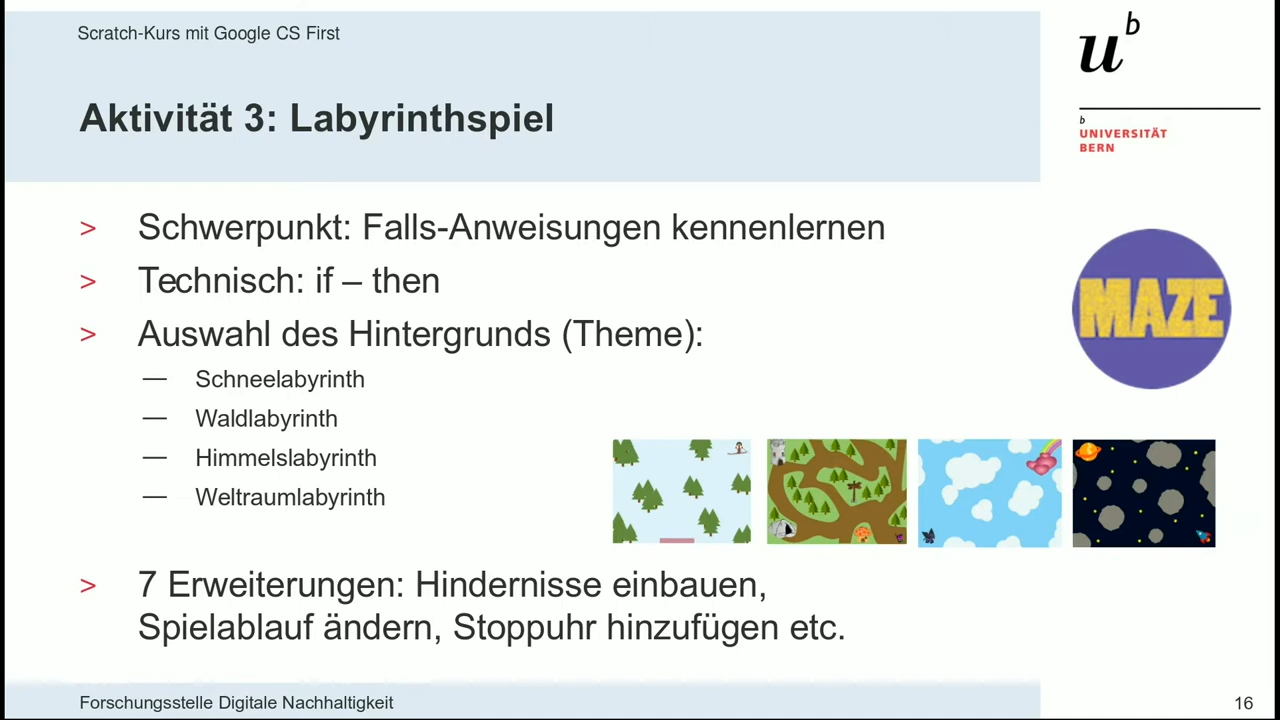 Scratch-Kurs mit Google CS First
Aktivität 3: Labyrinthspiel
u b
b
UNIVERSITÄT
BERN
> Schwerpunkt: Falls-Anweisungen kennenlernen
> Technisch: if – then
> Auswahl des Hintergrunds (Theme):
— Schneelabyrinth
— Waldlabyrinth
— Himmelslabyrinth
— Weltraumlabyrinth
MAZE
> 7 Erweiterungen: Hindernisse einbauen,
Spielablauf ändern, Stoppuhr hinzufügen etc.
Forschungsstelle Digitale Nachhaltigkeit
16